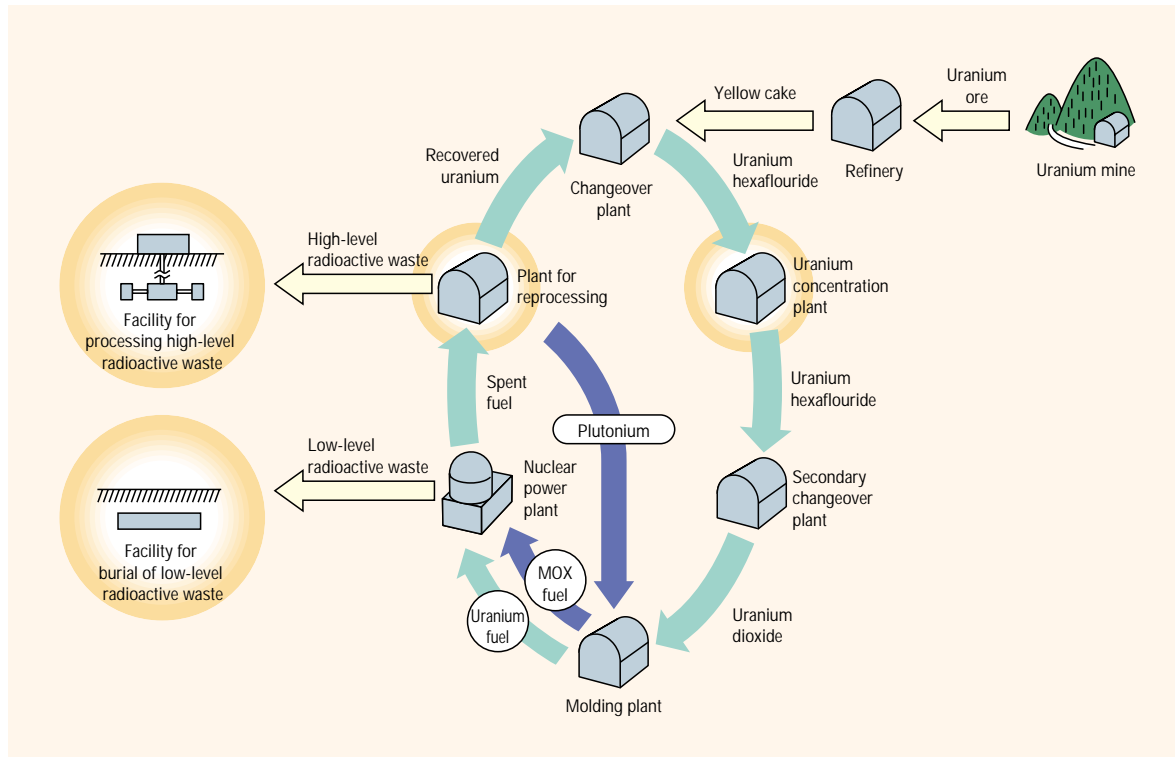 Uranium
ore
Yellow cake
Refinery
Uranium mine
Recovered
uranium
Changeover
plant
Uranium
hexaflouride
High-level
radioactive waste
Plant for
reprocessing
Uranium
concentration
plant
Facility for
processing high-level
radioactive waste
Spent
fuel
Uranium
hexaflouride
Plutonium
Low-level
radioactive waste
Nuclear
power
plant
Secondary
changeover
plant
Facility for
burial of low-level
radioactive waste
MOX
fuel
Uranium
fuel
Uranium
dioxide
Molding plant